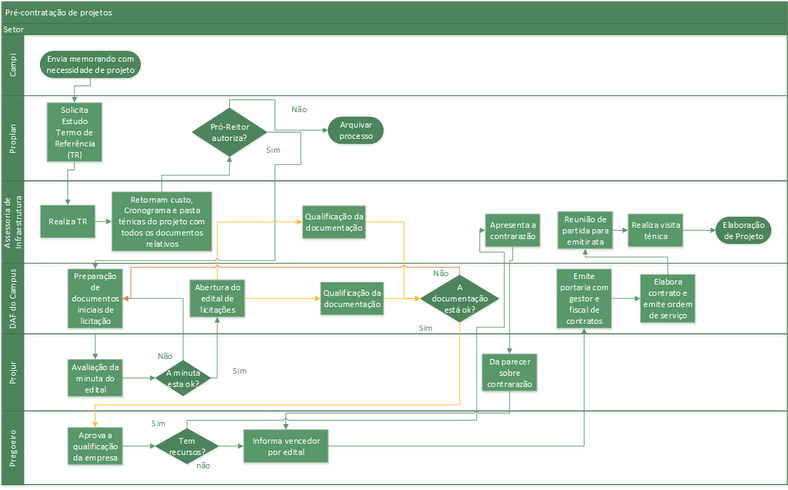 Pré-contratação de projetos
Setor
Campi
Envia memorando com
necessidade de projeto
Proplan
Solicita
Estudo
Termo de
Referência
(TR)
Pró-Reitor
autoriza?
Não
Sim
Arquivar
processo
Assessoria de
Infraestrutura
Realiza TR
Retornam custo,
Cronograma e pasta
ténicas do projeto com
todos os documentos
relativos
Qualificação da
documentação
Apresenta a
contrarazão
Reunião de
partida para
emitir ata
Realiza visita
ténica
Elaboração
de Projeto
DAF do Campus
Preparação
de
documentos
iniciais de
licitação
Abertura do
edital de
licitações
Qualificação da
documentação
Não
A
documentação
está ok?
Sim
Emite
portaria com
gestor e
fiscal de
contratos
Elabora
contrato e
emite ordem
de serviço
Projur
Avaliação da
minuta do
edital
Não
A minuta
esta ok?
Sim
Da parecer
sobre
contrarazão
Pregoeiro
Aprova a
qualificação
da empresa
Sim
Tem
recursos?
não
Informa vencedor
por edital